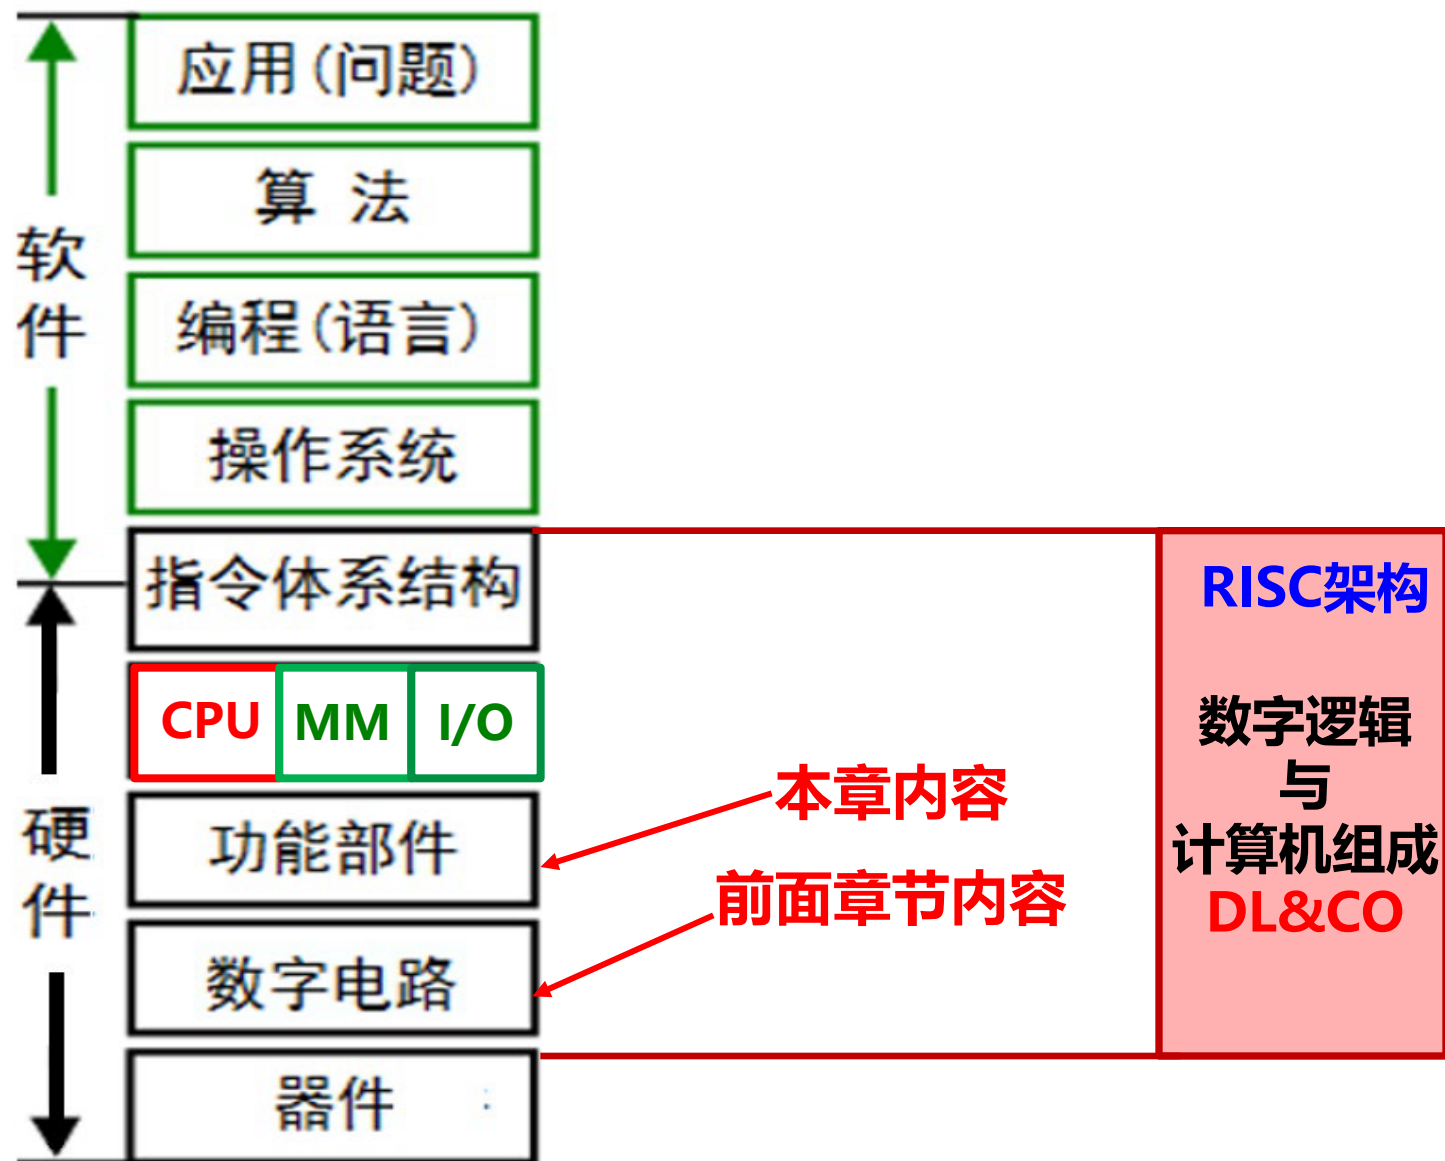 应用(问题)
算 法
编程(语言)
操作系统
软
件
指令体系结构
CPU MM I/O
功能部件
数字电路
器件
硬
件
本章内容
前面章节内容
RISC架构
数字逻辑
与
计算机组成
DL&CO